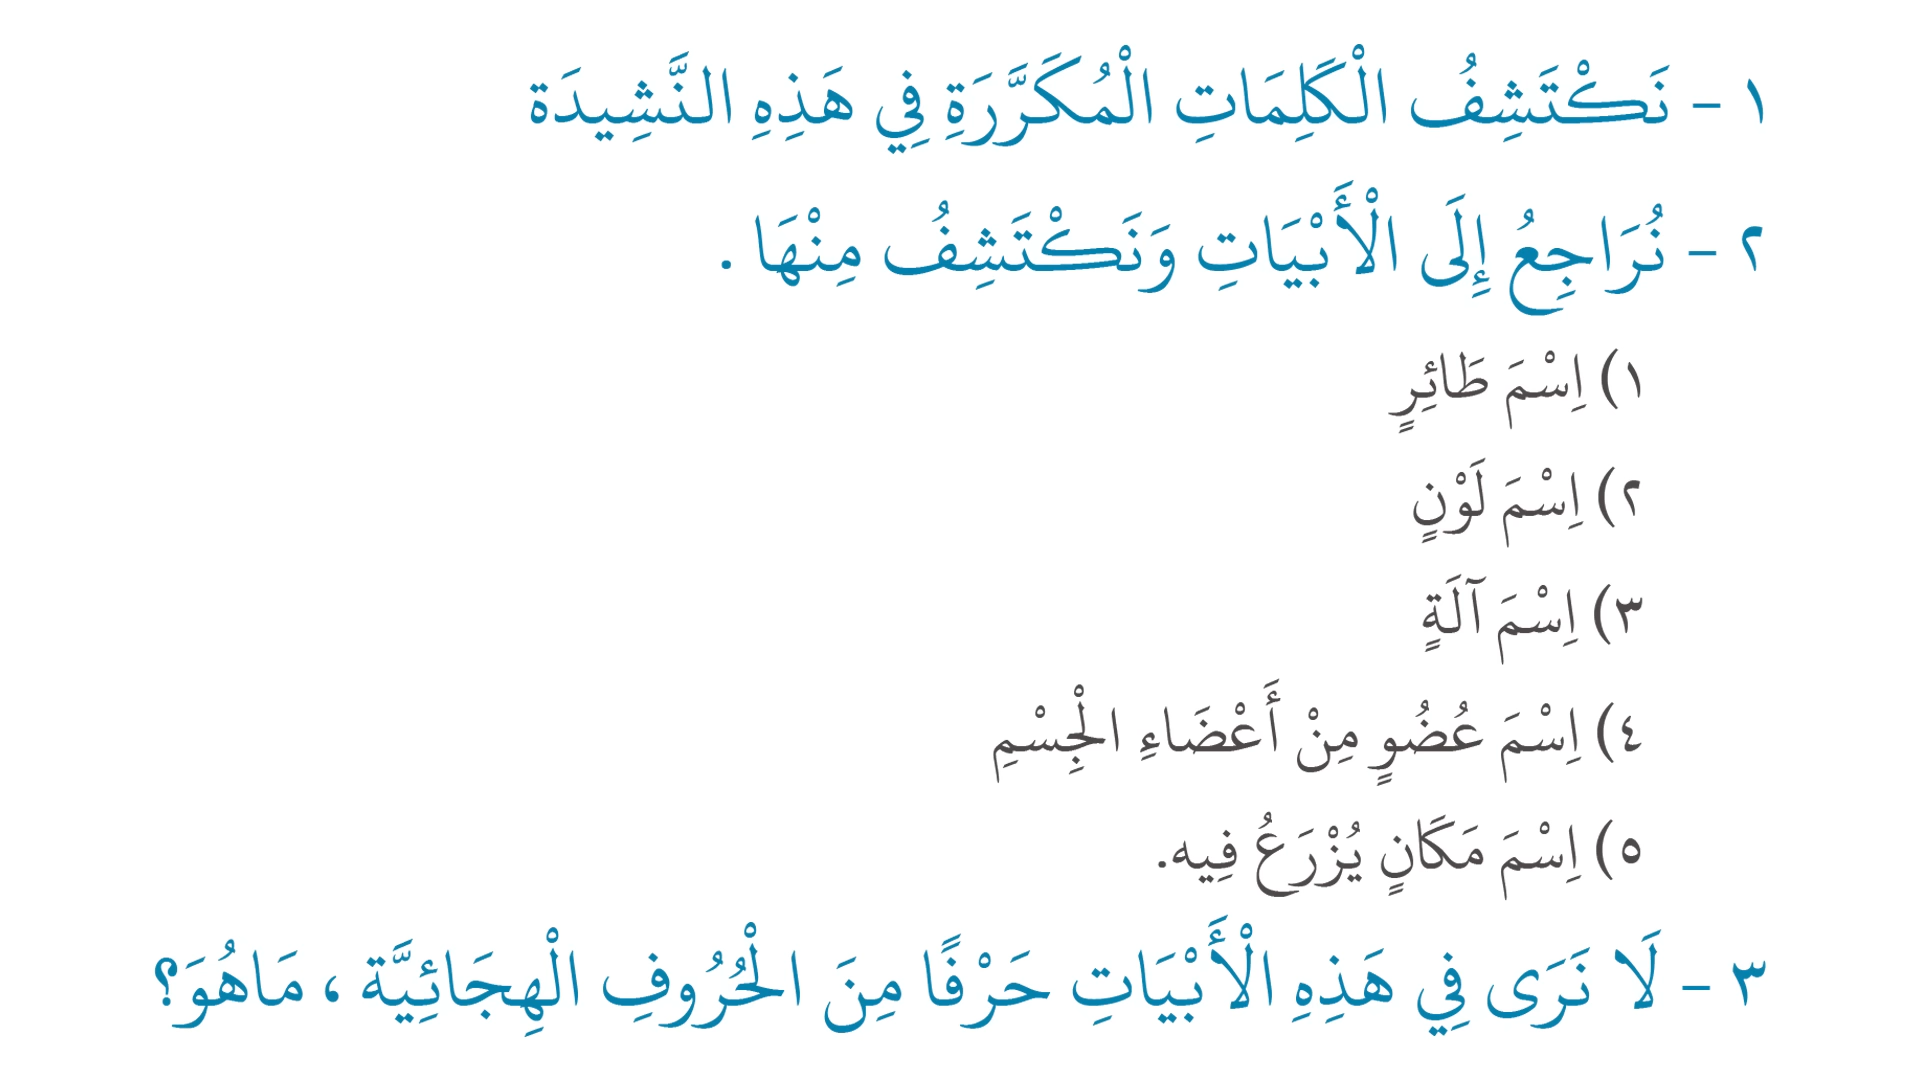 ١ - نَكْتَشِفُ الْكَلِمَاتِ الْمُكَرَّرَةِ فِي هَذِهِ النَّشِيدَة
٢ - نُرَاجِعُ إِلَى الْأَبْيَاتِ وَنَكْتَشِفُ مِنْهَا .
١) اِسْمَ طَائِرٍ
٢) اِسْمَ لَوْنٍ
٣) اِسْمَ آلَةٍ
٤) اِسْمَ عُضُوٍ مِنْ أَعْضَاءِ الْجِسْمِ
٥) اِسْمَ مَكَانٍ يُزْرَعُ فِيه.
٣ - لَا نَرَى فِي هَذِهِ الْأَبْيَاتِ حَرْفًا مِنَ الْحُرُوفِ الْهِجَائِيَّة ، مَاهُوَ؟